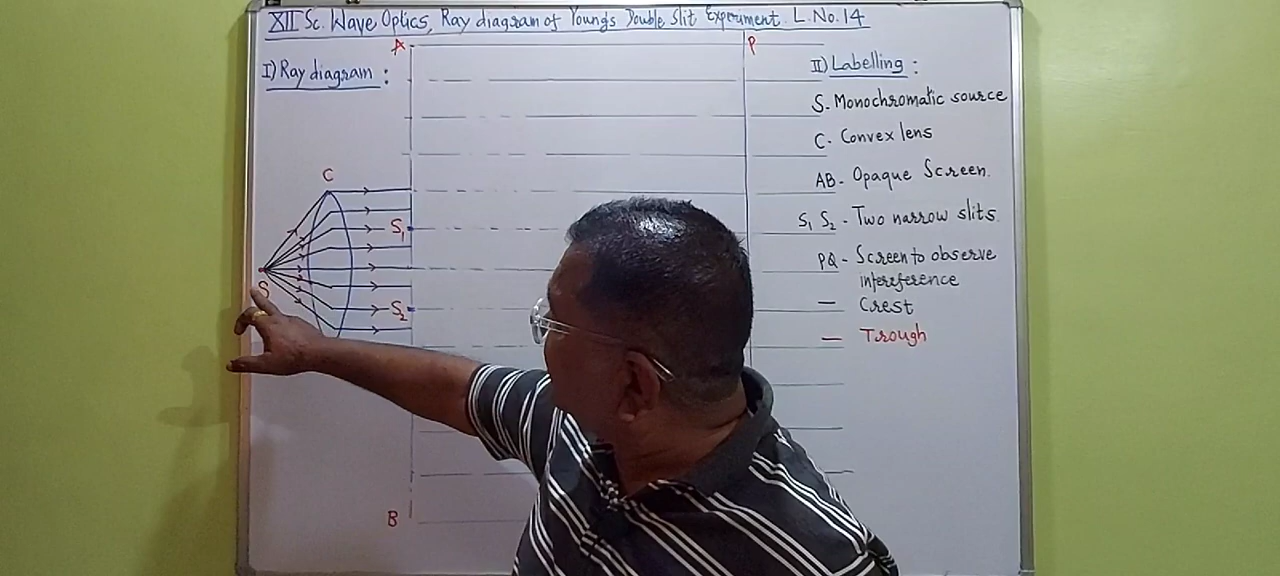 XII Sc. Wave Optics, Ray diagram of Young's Double Slit Experiment. L. No. 14
A
P
I) Ray diagram :
II) Labelling :
S - Monochromatic source
C - Convex lens
C
AB - Opaque Screen.
S₁ S₂ - Two narrow slits.
S₁
PQ - Screen to observe
intereference
S
— Crest
S₂
— Trough
B